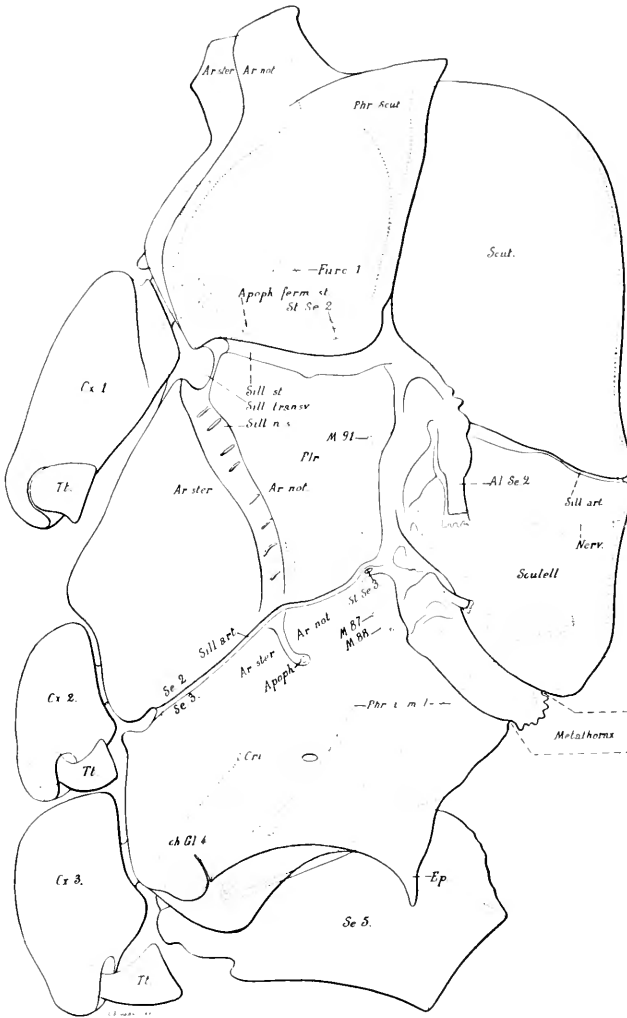 Ar ster
Ar not
Phr Scut
Scut.
Furc 1
Apoph ferm st
St Se 2
Cx 1
Sill st
Sill transv
Sill n s
M 91
Plr
Tt.
Ar ster
Ar not.
Al Se 2
Sill art.
Nerv.
Scutell
St Se 3
Ar not
M 87
M 88
Sill art.
Ar ster
Apoph
Se 2
Se 3.
Cx 2.
Metathorax
Tt
Cri
ch Gl 4
Cx 3.
Ep
Se 5.
Tt